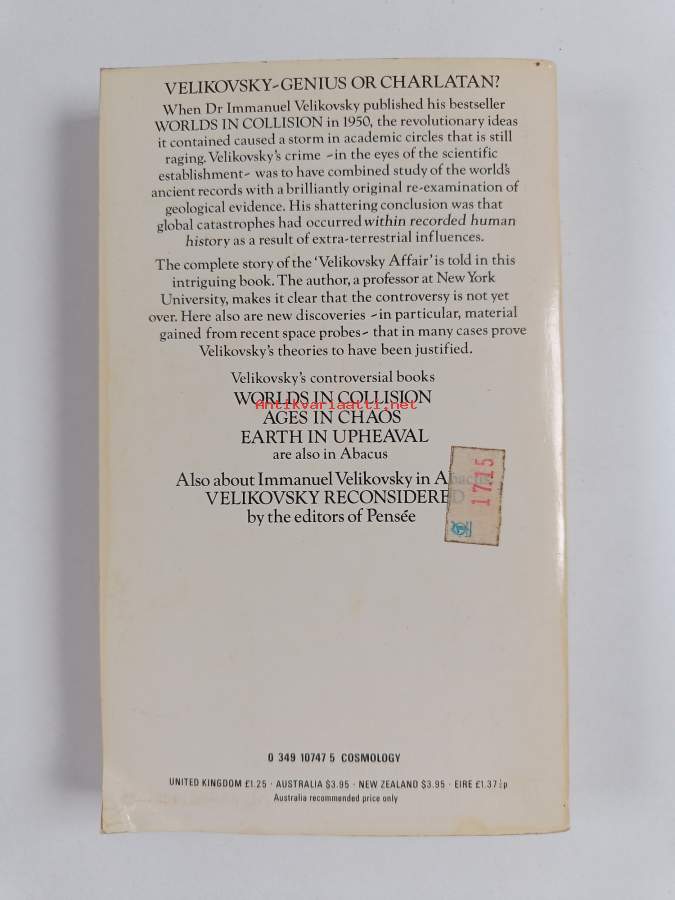 VELIKOVSKY-GENIUS OR CHARLATAN?
When Dr Immanuel Velikovsky published his bestseller
WORLDS IN COLLISION in 1950, the revolutionary ideas
it contained caused a storm in academic circles that is still
raging. Velikovsky's crime -in the eyes of the scientific
establishment- was to have combined study of the world's
ancient records with a brilliantly original re-examination of
geological evidence. His shattering conclusion was that
global catastrophes had occurred within recorded human
history as a result of extra-terrestrial influences.
The complete story of the 'Velikovsky Affair' is told in this
intriguing book. The author, a professor at New York
University, makes it clear that the controversy is not yet
over. Here also are new discoveries -in particular, material
gained from recent space probes- that in many cases prove
Velikovsky's theories to have been justified.
Velikovsky's controversial books
WORLDS IN COLLISION
Antikvariaatti.net
AGES IN CHAOS
EARTH IN UPHEAVAL
are also in Abacus
Also about Immanuel Velikovsky in Abacus
VELIKOVSKY RECONSIDERED
by the editors of Pensée
17.15
0 349 10747 5 COSMOLOGY
UNITED KINGDOM £1.25 · AUSTRALIA $3.95 · NEW ZEALAND $3.95 · EIRE £1.37½p
Australia recommended price only